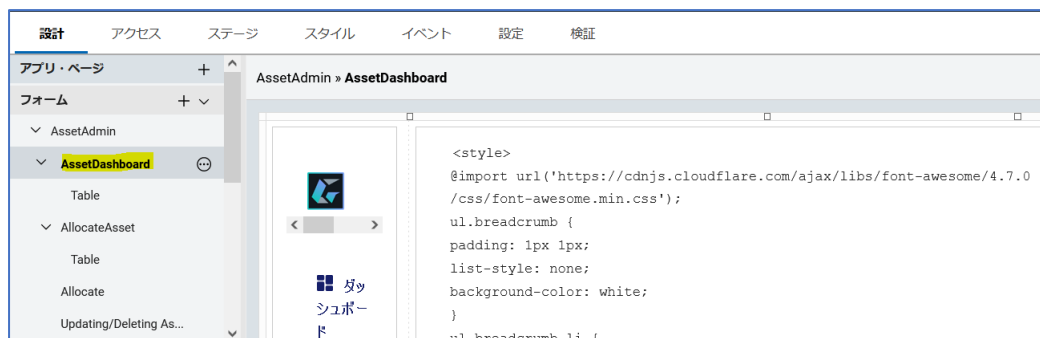 設計 アクセス ステージ スタイル イベント 設定 検証
アプリ・ページ
フォーム
AssetAdmin
AssetDashboard
Table
AllocateAsset
Table
Allocate
Updating/Deleting As...
AssetAdmin » AssetDashboard
ダッ
シュボー
ド
<style>
@import url('https://cdnjs.cloudflare.com/ajax/libs/font-awesome/4.7.0
/css/font-awesome.min.css');
ul.breadcrumb {
padding: 1px 1px;
list-style: none;
background-color: white;
}
ul.breadcrumb li {